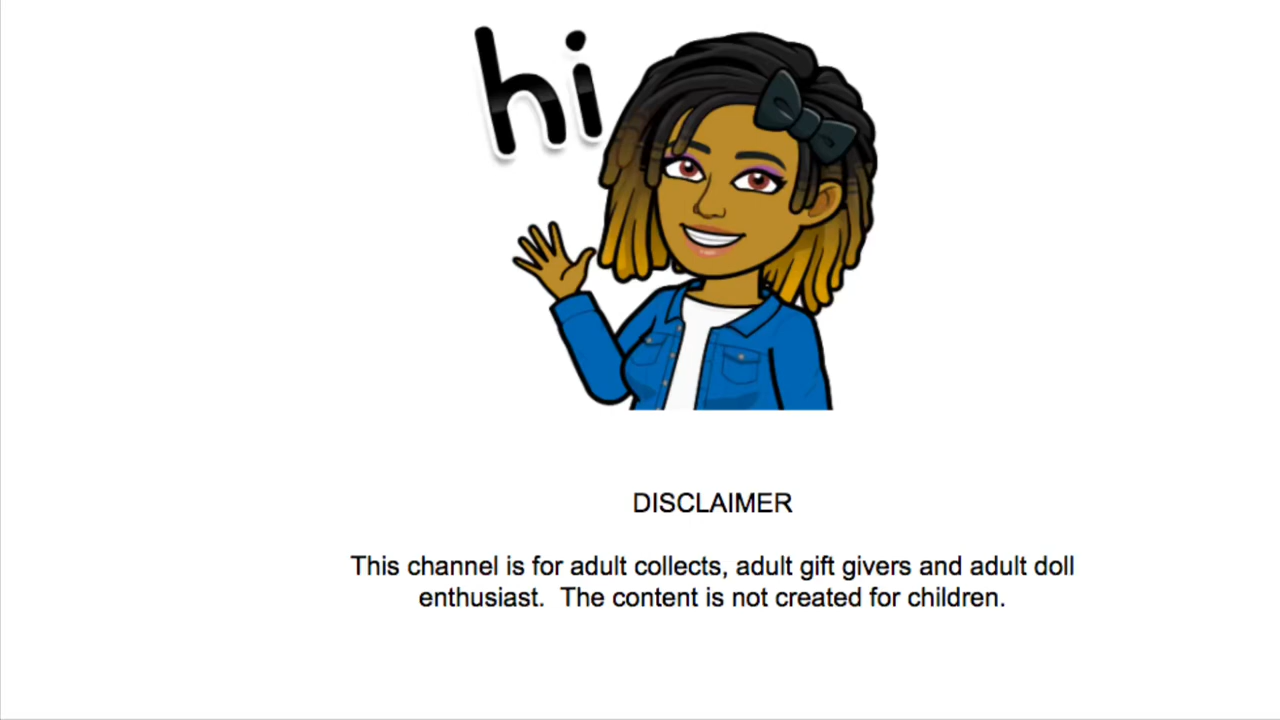 hi
DISCLAIMER
This channel is for adult collects, adult gift givers and adult doll
enthusiast.  The content is not created for children.